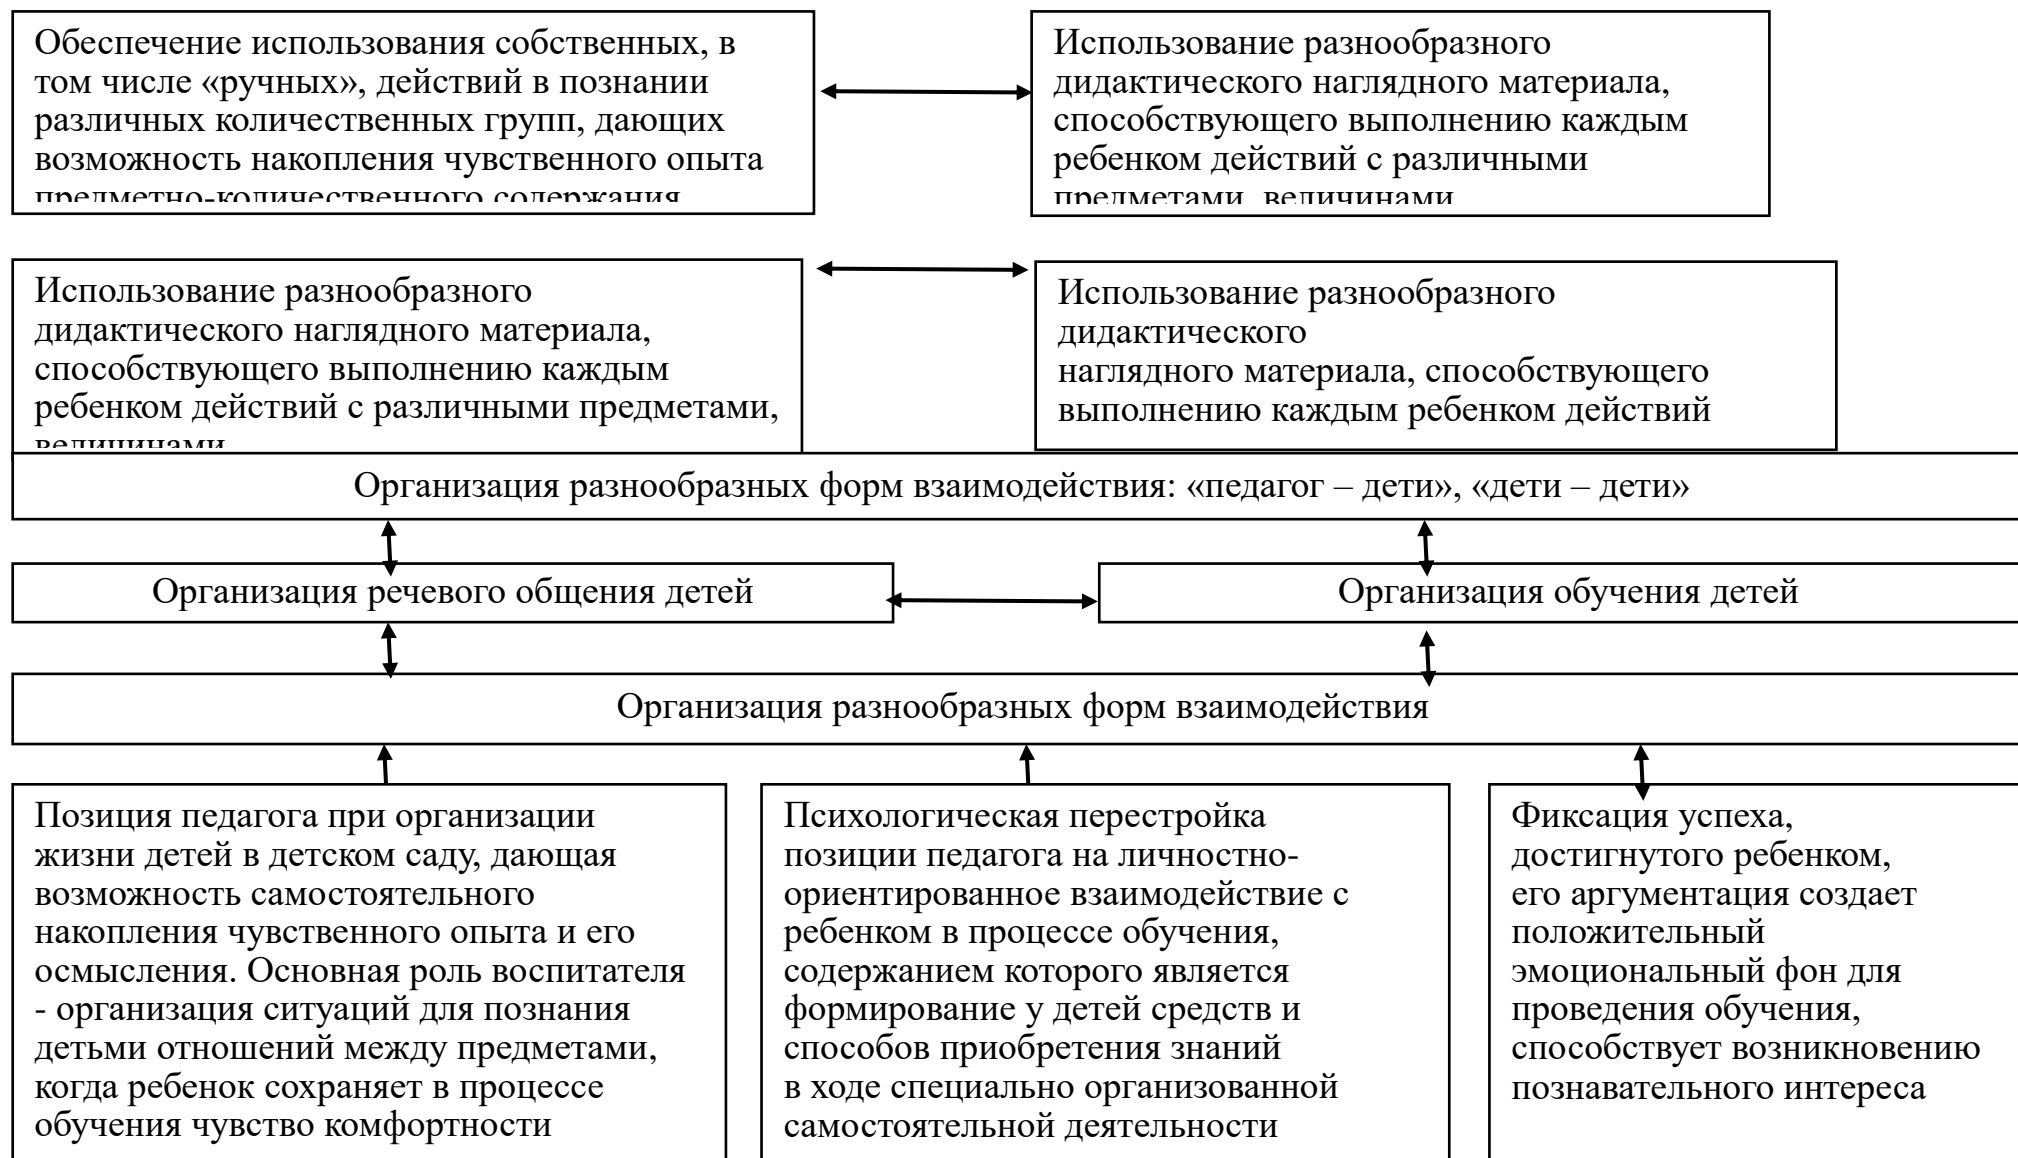 Обеспечение использования собственных, в
том числе «ручных», действий в познании
различных количественных групп, дающих
возможность накопления чувственного опыта
предметно-количественного содержания
Использование разнообразного
дидактического наглядного материала,
способствующего выполнению каждым
ребенком действий с различными
предметами, величинами
Использование разнообразного
дидактического наглядного материала,
способствующего выполнению каждым
ребенком действий с различными предметами,
величинами
Использование разнообразного
дидактического
наглядного материала, способствующего
выполнению каждым ребенком действий
Организация разнообразных форм взаимодействия: «педагог – дети», «дети – дети»
Организация речевого общения детей
Организация обучения детей
Организация разнообразных форм взаимодействия
Позиция педагога при организации
жизни детей в детском саду, дающая
возможность самостоятельного
накопления чувственного опыта и его
осмысления. Основная роль воспитателя
- организация ситуаций для познания
детьми отношений между предметами,
когда ребенок сохраняет в процессе
обучения чувство комфортности
Психологическая перестройка
позиции педагога на личностно-
ориентированное взаимодействие с
ребенком в процессе обучения,
содержанием которого является
формирование у детей средств и
способов приобретения знаний
в ходе специально организованной
самостоятельной деятельности
Фиксация успеха,
достигнутого ребенком,
его аргументация создает
положительный
эмоциональный фон для
проведения обучения,
способствует возникновению
познавательного интереса